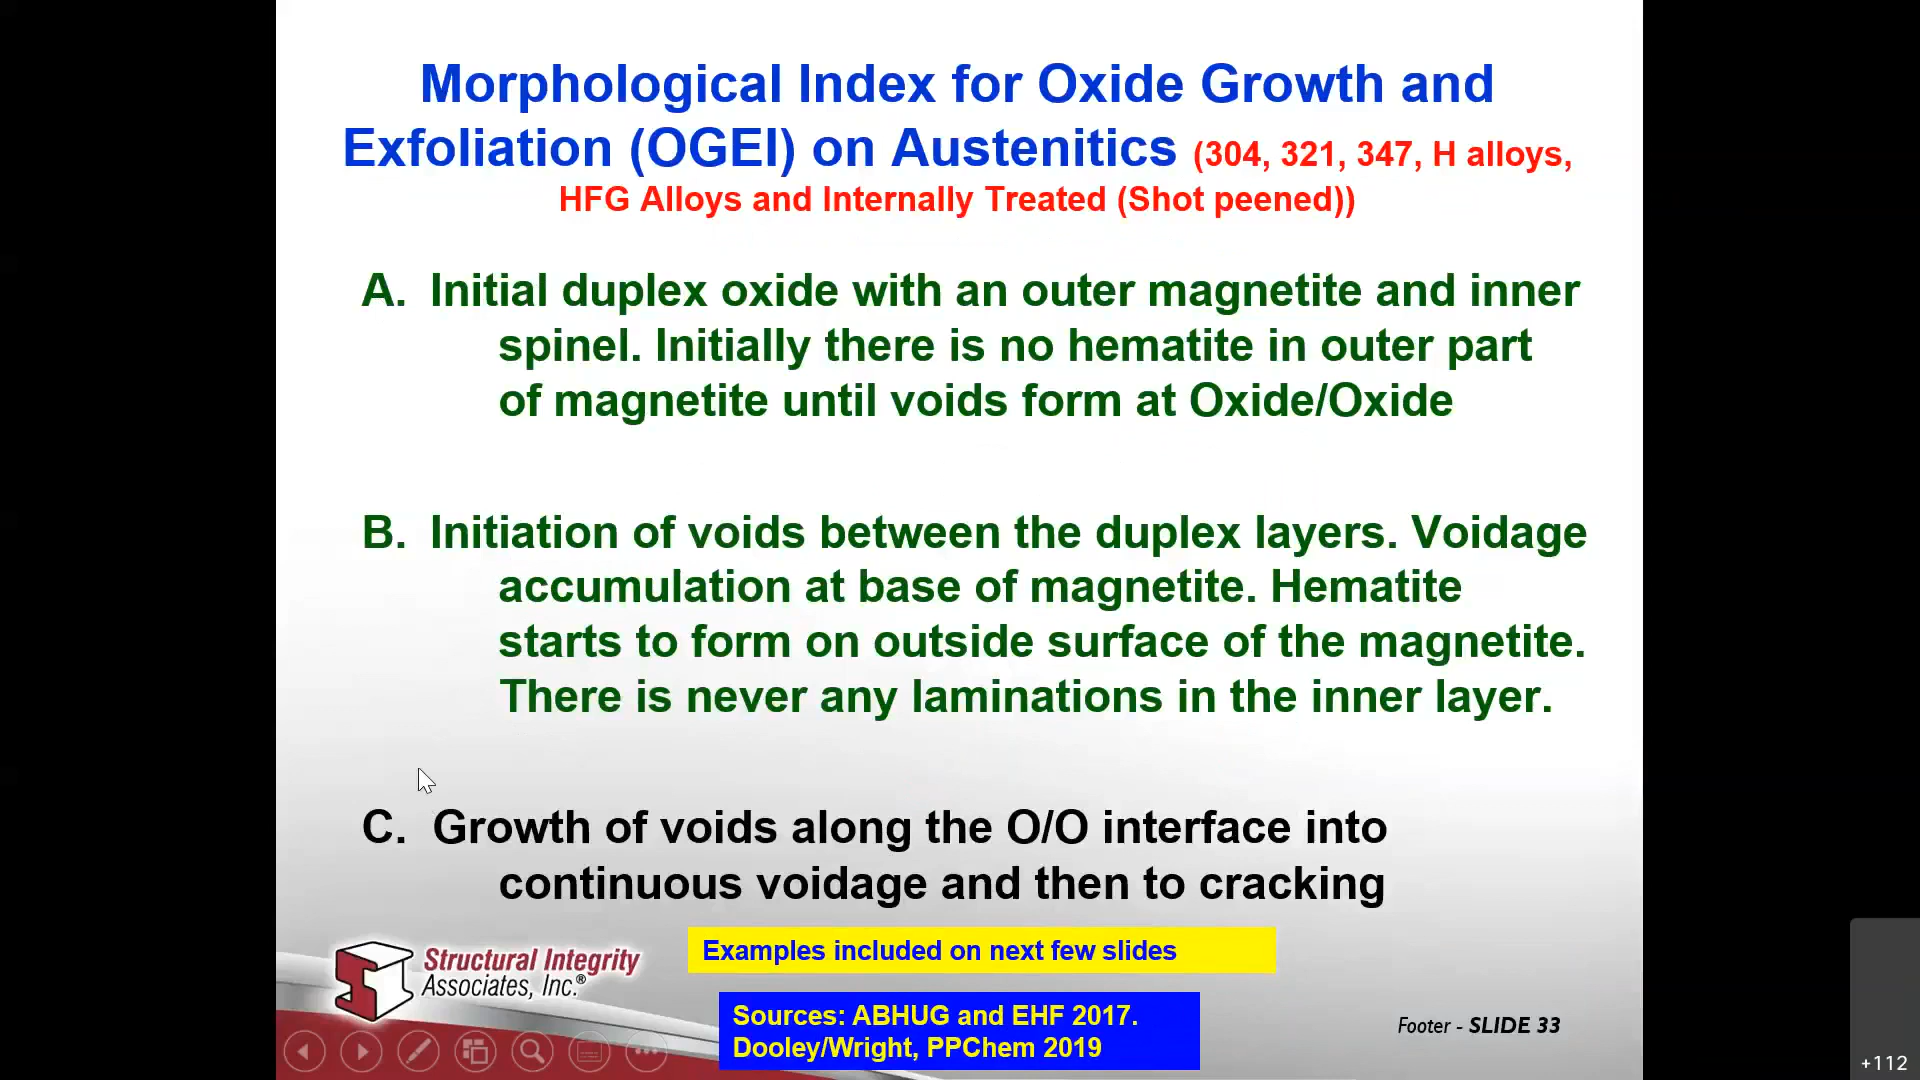 Morphological Index for Oxide Growth and
Exfoliation (OGEI) on Austenitics (304, 321, 347, H alloys,
HFG Alloys and Internally Treated (Shot peened))
A. Initial duplex oxide with an outer magnetite and inner
spinel. Initially there is no hematite in outer part
of magnetite until voids form at Oxide/Oxide
B. Initiation of voids between the duplex layers. Voidage
accumulation at base of magnetite. Hematite
starts to form on outside surface of the magnetite.
There is never any laminations in the inner layer.
C. Growth of voids along the O/O interface into
continuous voidage and then to cracking
Examples included on next few slides
Structural Integrity
Associates, Inc.®
Sources: ABHUG and EHF 2017.
Dooley/Wright, PPChem 2019
Footer - SLIDE 33
+112